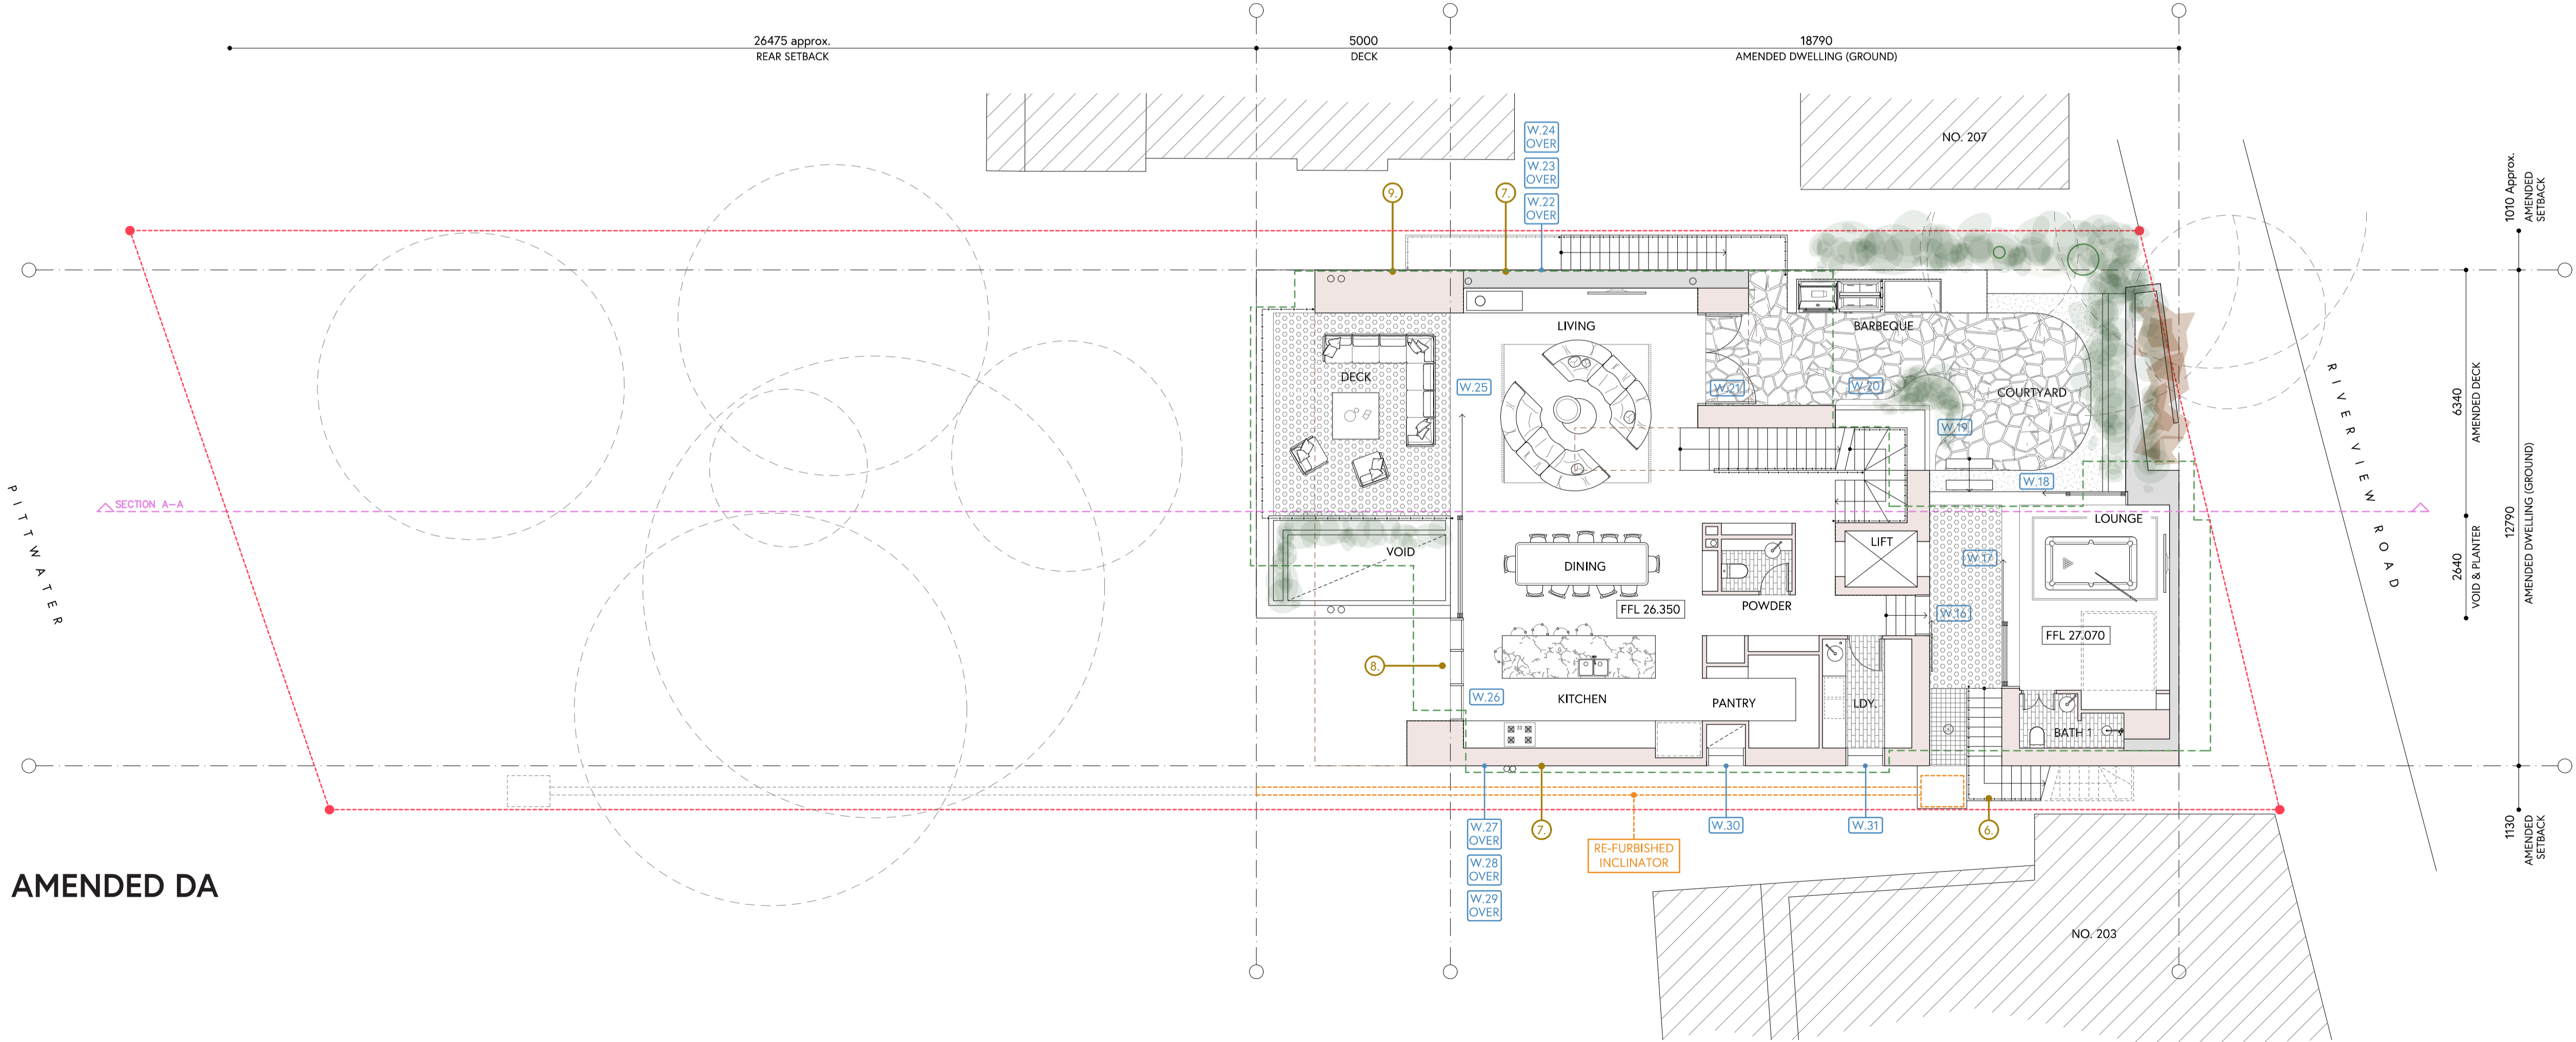 26475 approx.
REAR SETBACK
5000
DECK
18790
AMENDED DWELLING (GROUND)
NO. 207
W.24
OVER
W.23
OVER
W.22
OVER
9.
7.
1010 Approx.
AMENDED
SETBACK
LIVING
BARBEQUE
DECK
W.25
W.21
W.20
COURTYARD
W.19
W.18
RIVERVIEW ROAD
6340
AMENDED DECK
12790
AMENDED DWELLING (GROUND)
2640
VOID & PLANTER
PITTWATER
SECTION A-A
LOUNGE
VOID
LIFT
DINING
W.17
FFL 26.350
POWDER
W.16
FFL 27.070
8.
W.26
KITCHEN
PANTRY
LDY.
BATH 1
W.27
OVER
W.28
OVER
W.29
OVER
7.
RE-FURBISHED
INCLINATOR
W.30
W.31
6.
1130
AMENDED
SETBACK
AMENDED DA
NO. 203